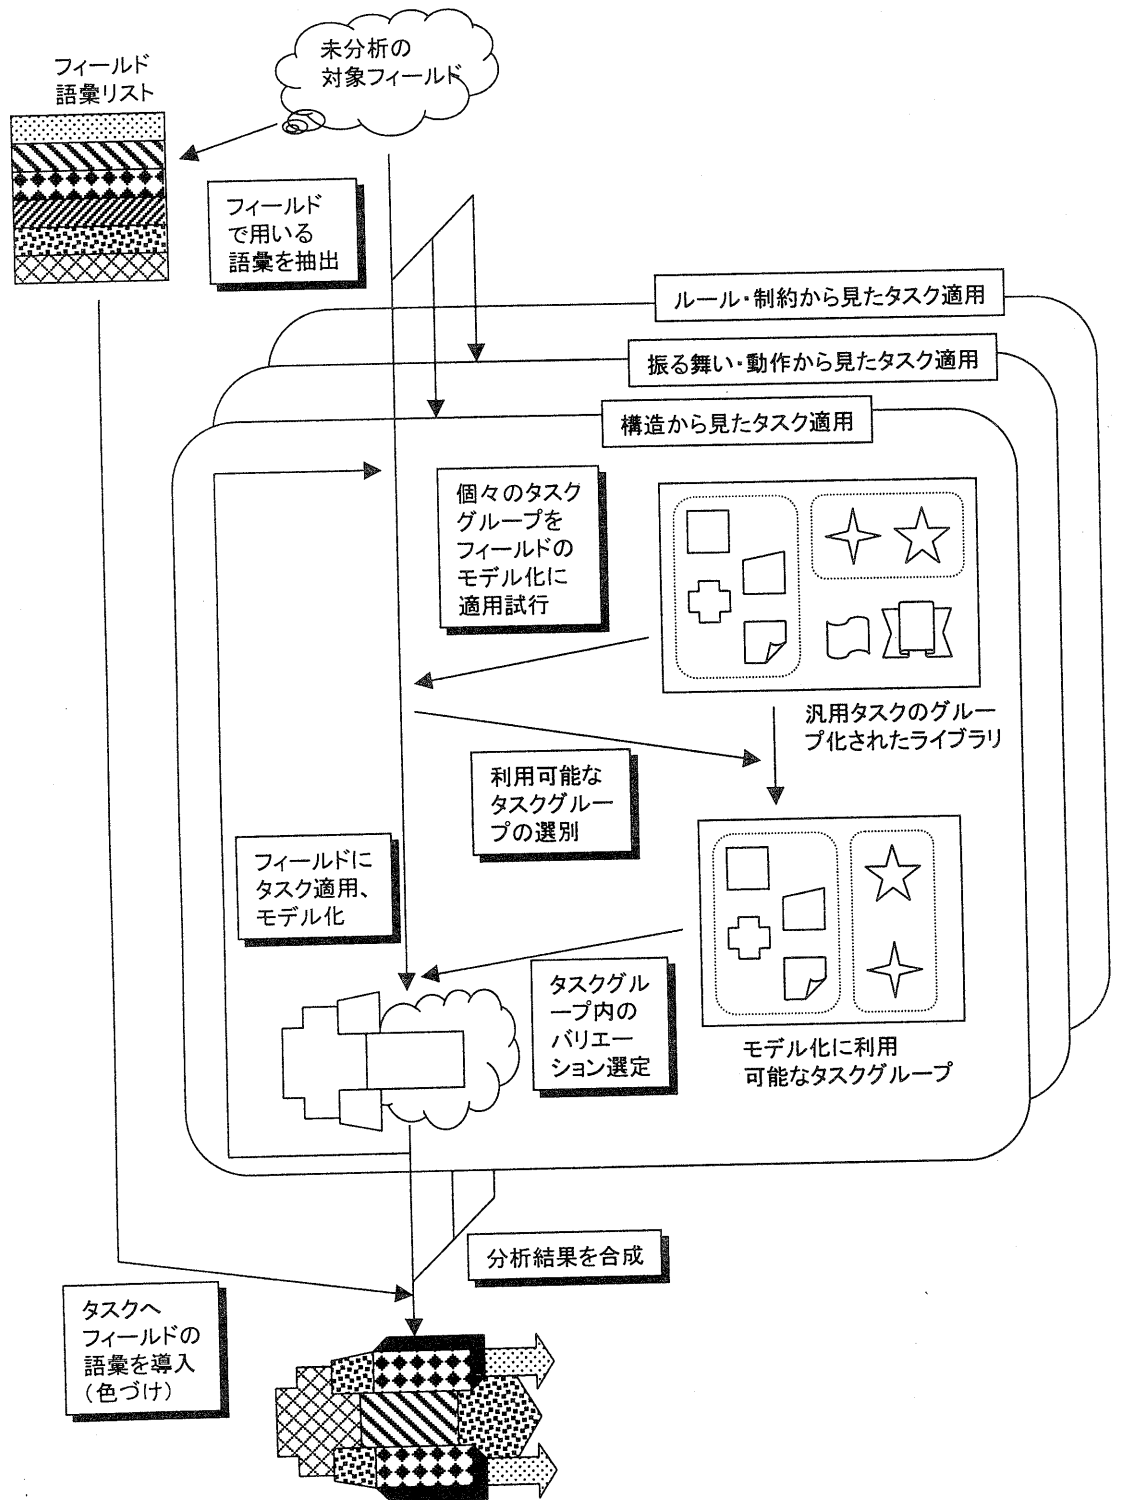 未分析の
対象フィールド
フィールド
語彙リスト
フィールド
で用いる
語彙を抽出
ルール・制約から見たタスク適用
振る舞い・動作から見たタスク適用
構造から見たタスク適用
個々のタスク
グループを
フィールドの
モデル化に
適用試行
汎用タスクのグルー
プ化されたライブラリ
利用可能な
タスクグルー
プの選別
フィールドに
タスク適用、
モデル化
タスクグル
ープ内の
バリエー
ション選定
モデル化に利用
可能なタスクグループ
分析結果を合成
タスクへ
フィールドの
語彙を導入
(色づけ)